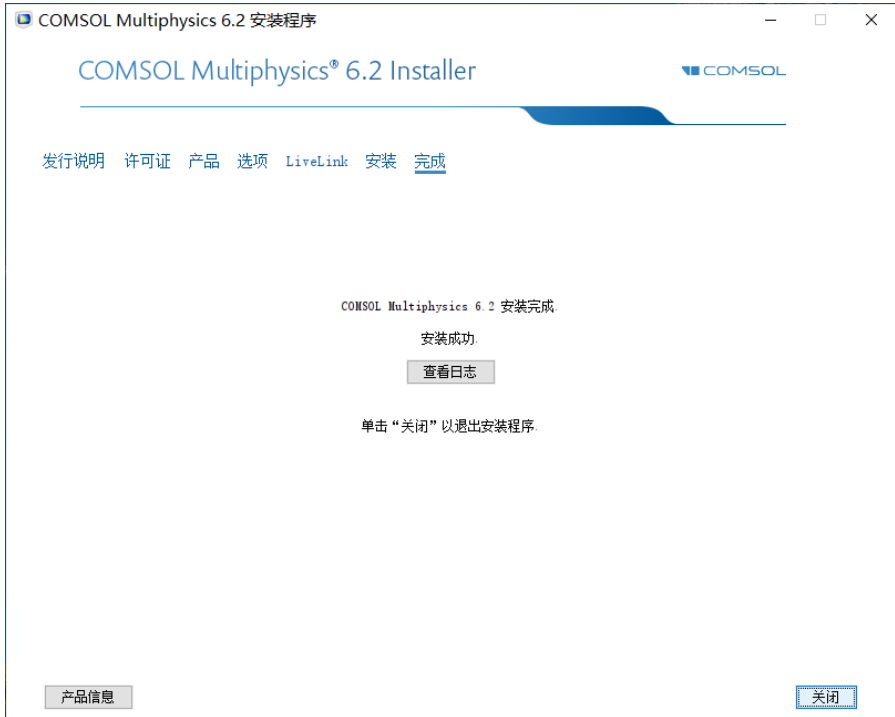 COMSOL Multiphysics 6.2 安装程序
COMSOL Multiphysics® 6.2 Installer
COMSOL
发行说明 许可证 产品 选项 LiveLink 安装 完成
COMSOL Multiphysics 6.2 安装完成.
安装成功.
查看日志
单击“关闭”以退出安装程序.
产品信息 关闭